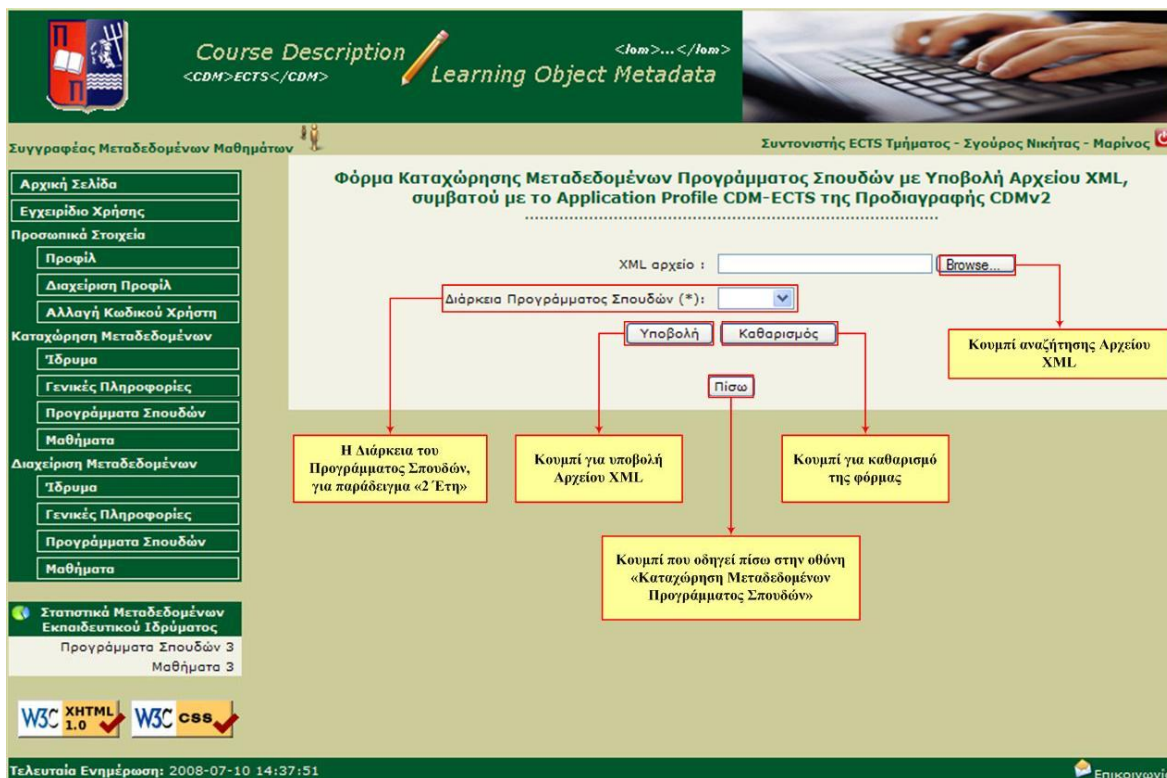 Π
Π
Course Description
<CDM>ECTS</CDM>
<lom>...</lom>
Learning Object Metadata
Συγγραφέας Μεταδεδομένων Μαθημάτων
Συντονιστής ECTS Τμήματος - Σγούρος Νικήτας - Μαρίνος
Αρχική Σελίδα
Εγχειρίδιο Χρήσης
Προσωπικά Στοιχεία
Προφίλ
Διαχείριση Προφίλ
Αλλαγή Κωδικού Χρήστη
Καταχώρηση Μεταδεδομένων
Ίδρυμα
Γενικές Πληροφορίες
Προγράμματα Σπουδών
Μαθήματα
Διαχείριση Μεταδεδομένων
Ίδρυμα
Γενικές Πληροφορίες
Προγράμματα Σπουδών
Μαθήματα
Στατιστικά Μεταδεδομένων
Εκπαιδευτικού Ιδρύματος
Προγράμματα Σπουδών 3
Μαθήματα 3
W3C XHTML 1.0
W3C css
Φόρμα Καταχώρησης Μεταδεδομένων Προγράμματος Σπουδών με Υποβολή Αρχείου XML,
συμβατού με το Application Profile CDM-ECTS της Προδιαγραφής CDMv2
XML αρχείο :
Browse...
Διάρκεια Προγράμματος Σπουδών (*):
Υποβολή
Καθαρισμός
Πίσω
Κουμπί αναζήτησης Αρχείου
XML
Η Διάρκεια του
Προγράμματος Σπουδών,
για παράδειγμα «2 Έτη»
Κουμπί για υποβολή
Αρχείου XML
Κουμπί για καθαρισμό
της φόρμας
Κουμπί που οδηγεί πίσω στην οθόνη
«Καταχώρηση Μεταδεδομένων
Προγράμματος Σπουδών»
Τελευταία Ενημέρωση: 2008-07-10 14:37:51
Επικοινωνία